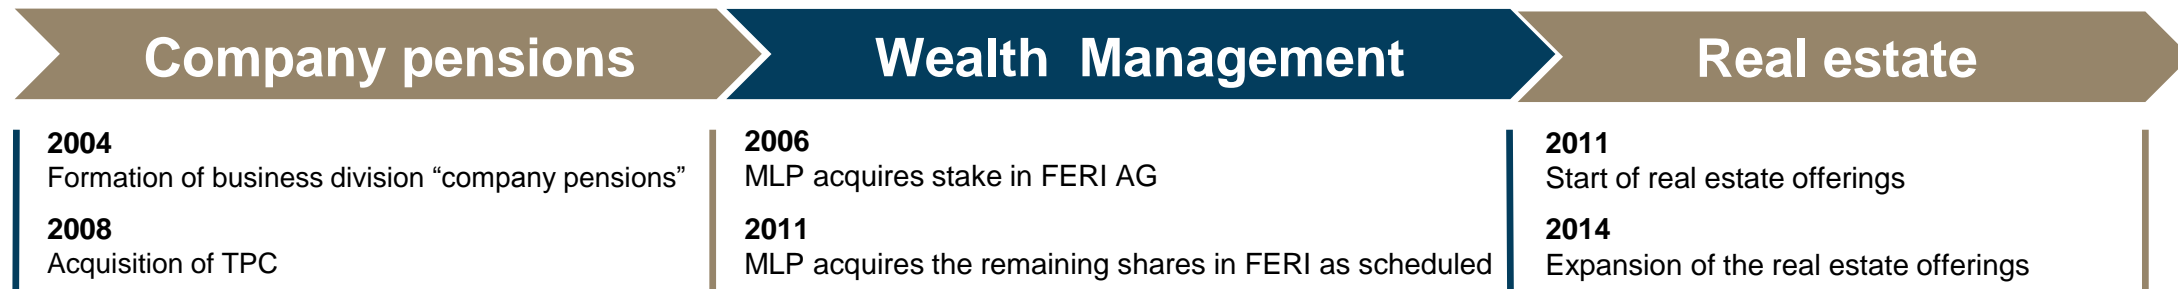 Company pensions
Wealth Management
Real estate
2004
Formation of business division “company pensions”
2008
Acquisition of TPC
2006
MLP acquires stake in FERI AG
2011
MLP acquires the remaining shares in FERI as scheduled
2011
Start of real estate offerings
2014
Expansion of the real estate offerings